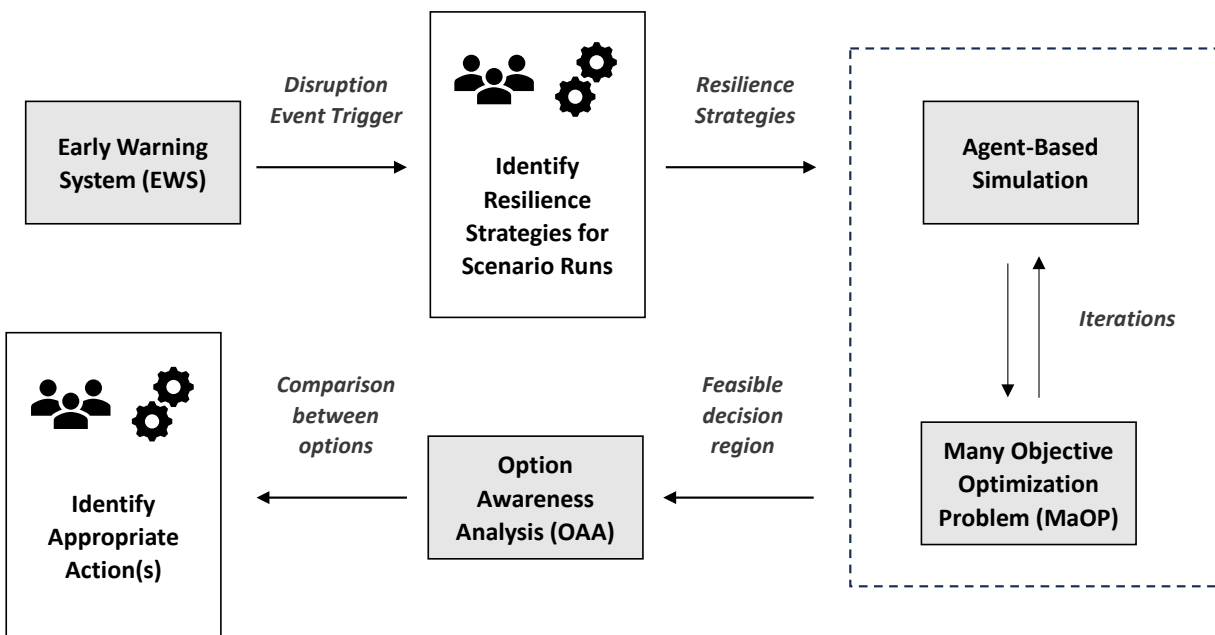 Early Warning
System (EWS)
Disruption
Event Trigger
Identify
Resilience
Strategies for
Scenario Runs
Resilience
Strategies
Agent-Based
Simulation
Iterations
Many Objective
Optimization
Problem (MaOP)
Feasible
decision
region
Option
Awareness
Analysis (OAA)
Comparison
between
options
Identify
Appropriate
Action(s)